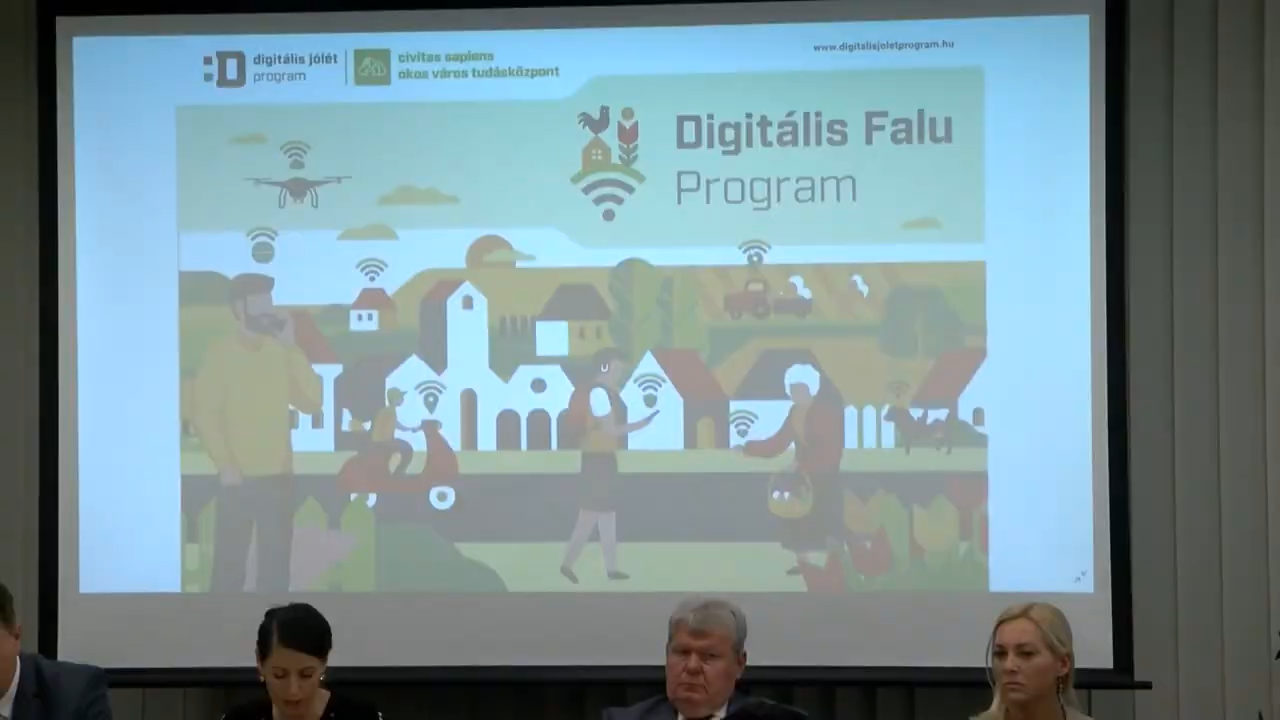 :D digitális jólét
program
civitas sapiens
okos város tudásközpont
www.digitalisjoletprogram.hu
Digitális Falu
Program